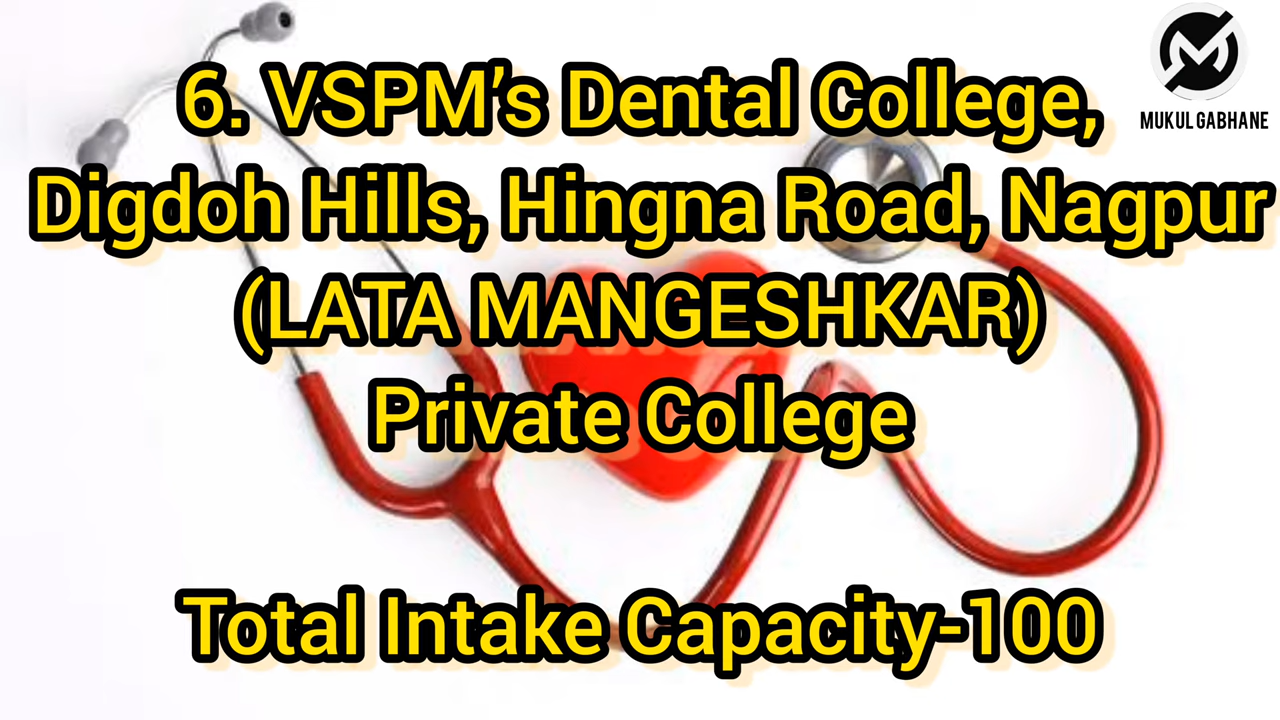 6. VSPM’s Dental College,
Digdoh Hills, Hingna Road, Nagpur
(LATA MANGESHKAR)
Private College
Total Intake Capacity-100
M
MUKUL GABHANE